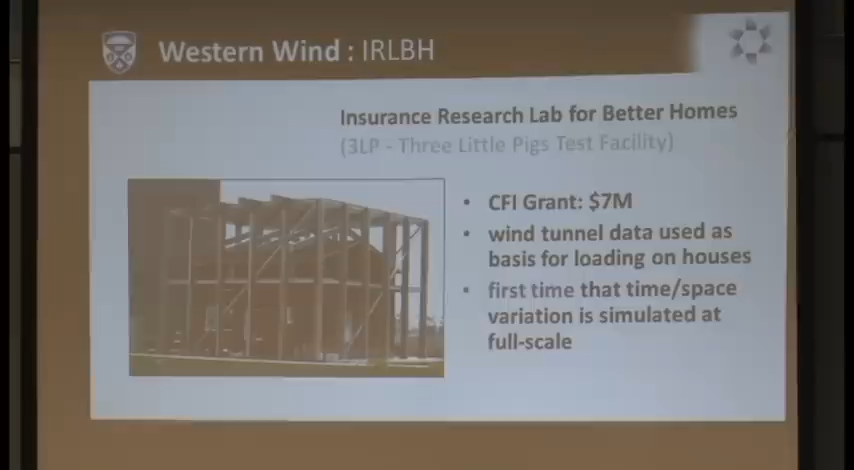 Western Wind : IRLBH
Insurance Research Lab for Better Homes
(3LP - Three Little Pigs Test Facility)
• CFI Grant: $7M
• wind tunnel data used as
basis for loading on houses
• first time that time/space
variation is simulated at
full-scale